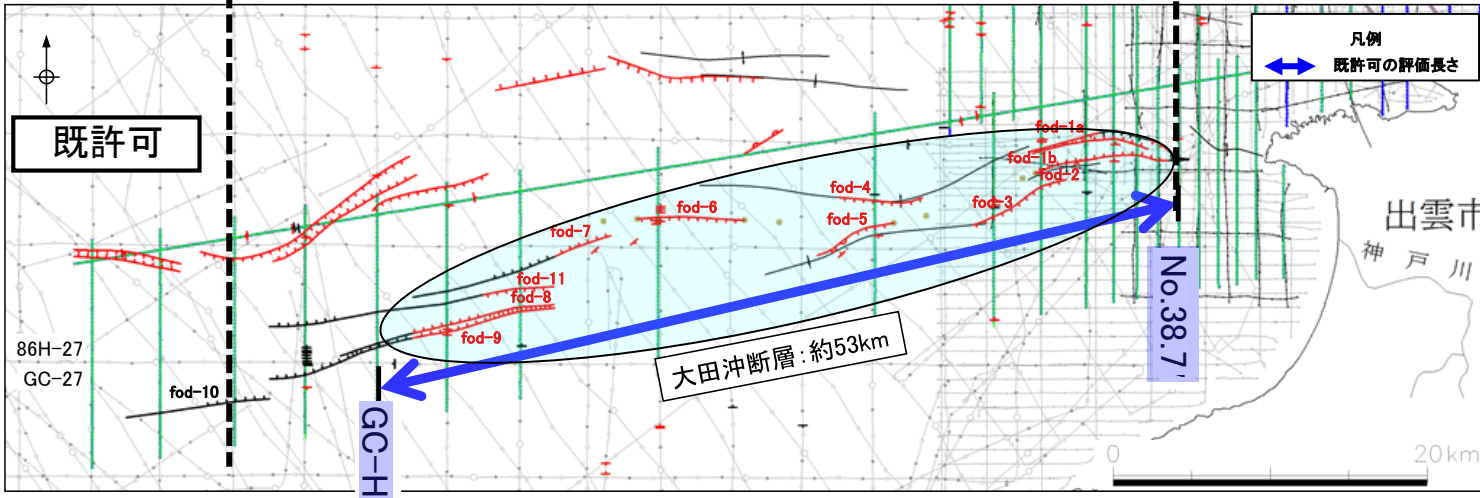 凡例
既許可の評価長さ
既許可
fod-1a
fod-1b
fod-2
fod-3
fod-4
fod-5
fod-6
fod-7
fod-11
fod-8
fod-9
fod-10
86H-27
GC-27
大田沖断層：約53km
GC-H
No.38.7'
出雲市
神戸川
0
20km